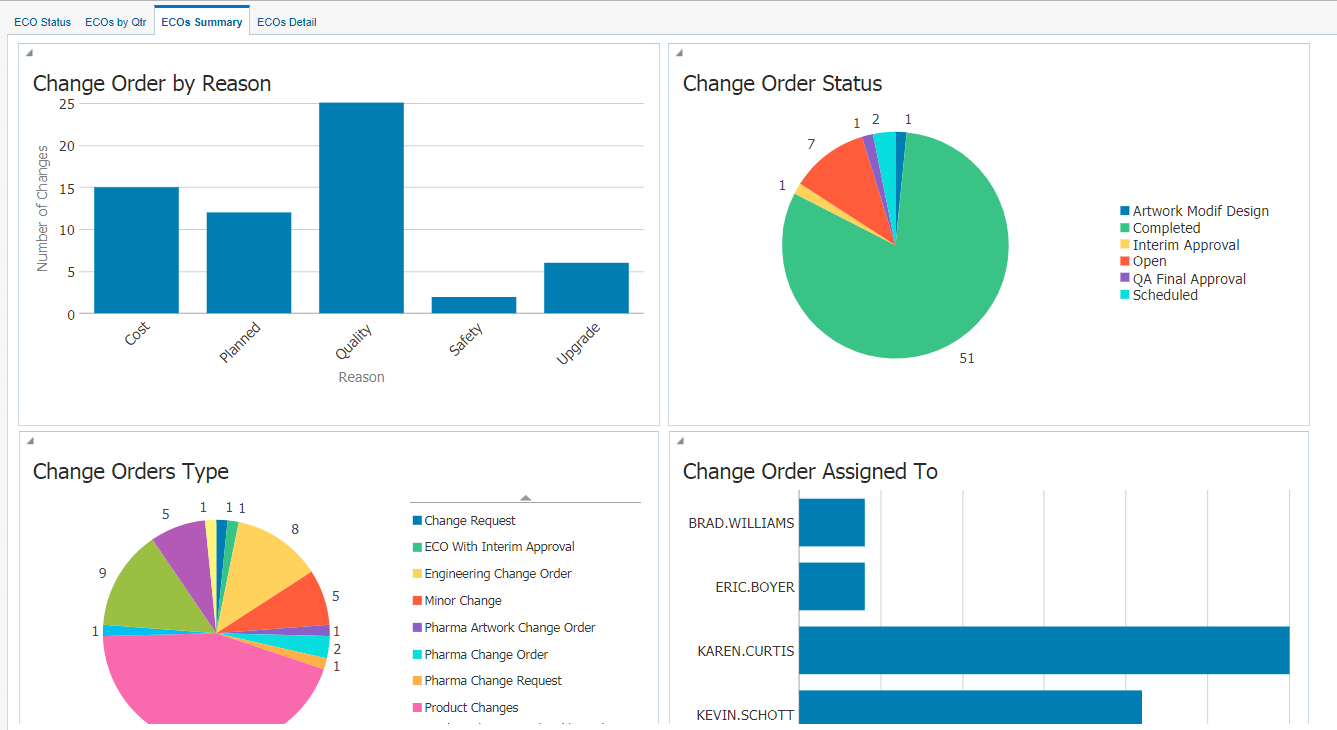 ECO Status ECOs by Qtr ECOs Summary ECOs Detail
Change Order by Reason
25
20
15
10
5
0
Number of Changes
Cost Planned Quality Safety Upgrade
Reason
Change Order Status
1 2 1
7
1
51
Artwork Modif Design
Completed
Interim Approval
Open
QA Final Approval
Scheduled
Change Orders Type
5 1 1 1
8
9
5
1 1
2
1
Change Request
ECO With Interim Approval
Engineering Change Order
Minor Change
Pharma Artwork Change Order
Pharma Change Order
Pharma Change Request
Product Changes
Change Order Assigned To
BRAD.WILLIAMS
ERIC.BOYER
KAREN.CURTIS
KEVIN.SCHOTT